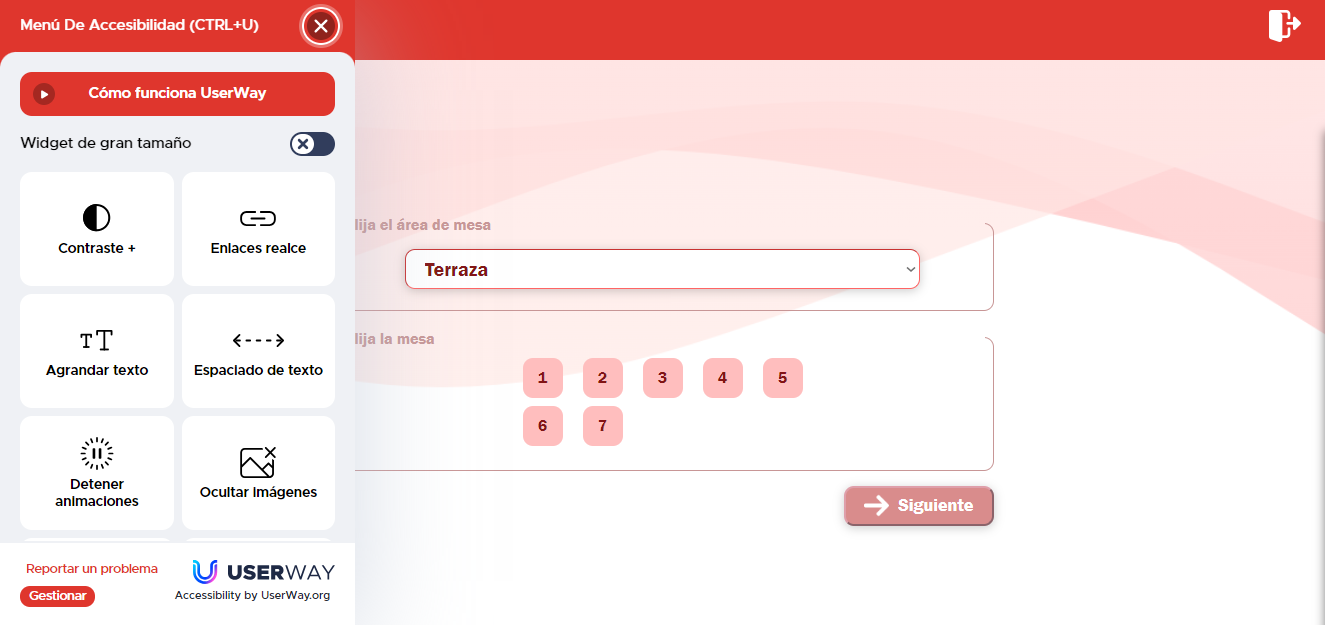 Menú De Accesibilidad (CTRL+U)
Cómo funciona UserWay
Widget de gran tamaño
Contraste +
Enlaces realce
Agrandar texto
Espaciado de texto
Detener
animaciones
Ocultar imágenes
Reportar un problema
Gestionar
USERWAY
Accessibility by UserWay.org
lija el área de mesa
Terraza
lija la mesa
1 2 3 4 5
6 7
Siguiente